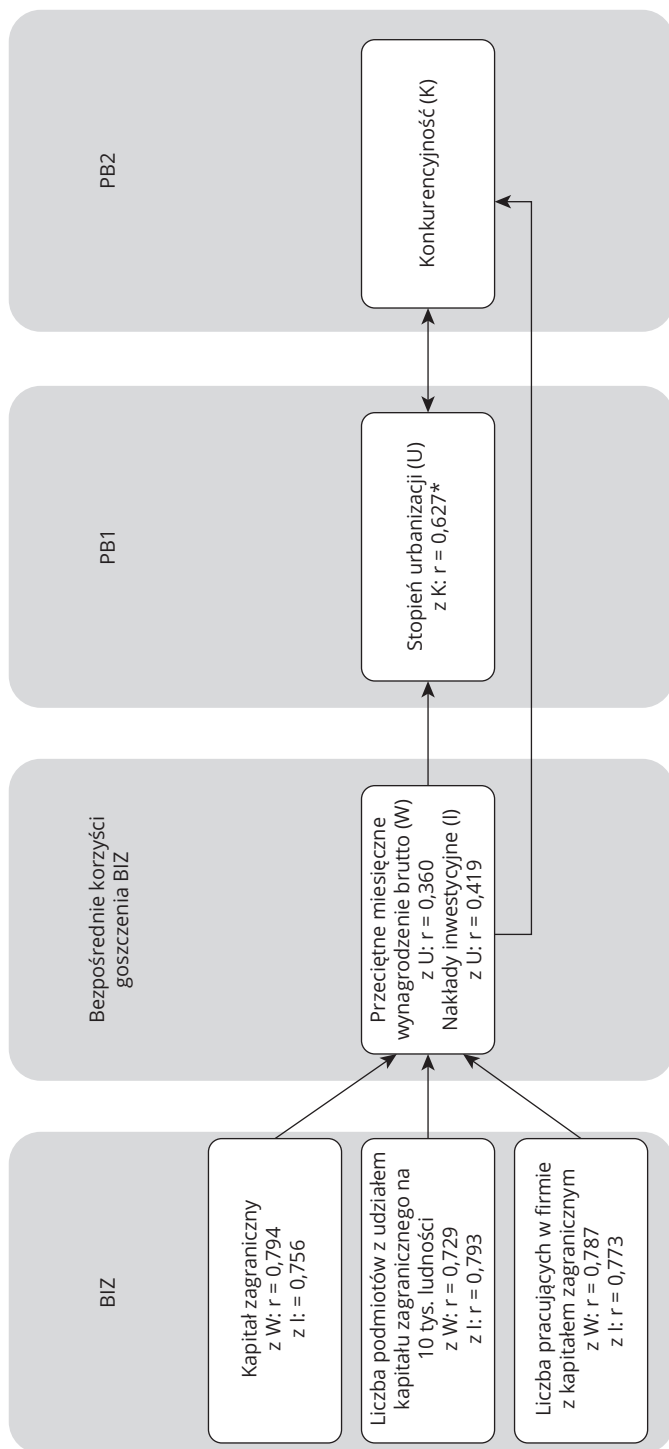 BIZ
Kapitał zagraniczny
z W: r = 0,794
z I: = 0,756
Liczba podmiotów z udziałem
kapitału zagranicznego na
10 tys. ludności
z W: r = 0,729
z I: r = 0,793
Liczba pracujących w firmie
z kapitałem zagranicznym
z W: r = 0,787
z I: r = 0,773
Bezpośrednie korzyści
goszczenia BIZ
Przeciętne miesięczne
wynagrodzenie brutto (W)
z U: r = 0,360
Nakłady inwestycyjne (I)
z U: r = 0,419
PB1
Stopień urbanizacji (U)
z K: r = 0,627*
PB2
Konkurencyjność (K)